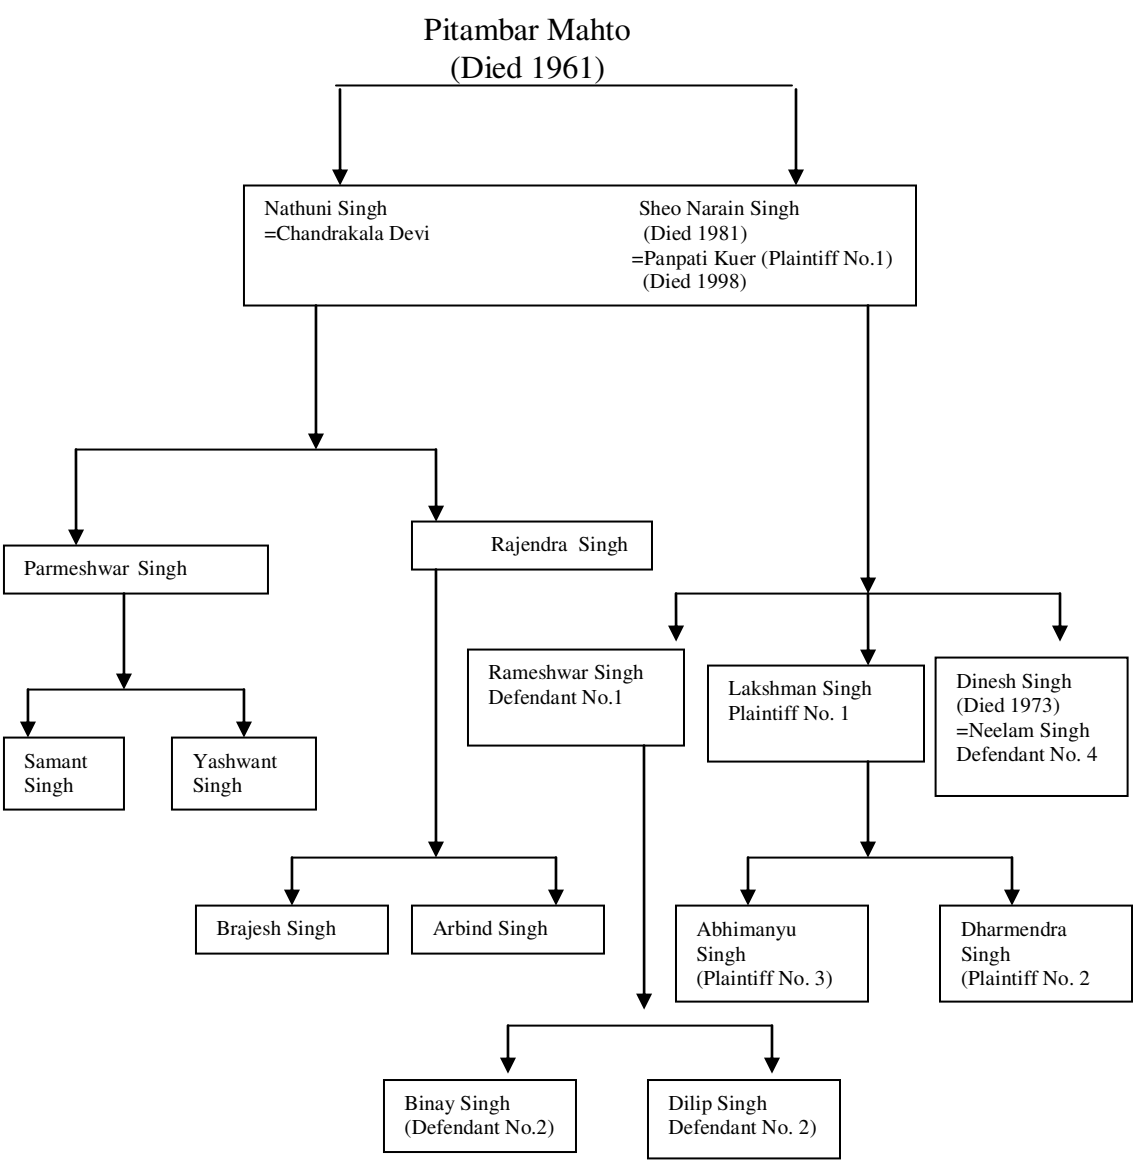 Pitambar Mahto
(Died 1961)
Nathuni Singh
=Chandrakala Devi
Sheo Narain Singh
(Died 1981)
=Panpati Kuer (Plaintiff No.1)
(Died 1998)
Rajendra Singh
Parmeshwar Singh
Rameshwar Singh
Defendant No.1
Lakshman Singh
Plaintiff No. 1
Dinesh Singh
(Died 1973)
=Neelam Singh
Defendant No. 4
Samant
Singh
Yashwant
Singh
Brajesh Singh
Arbind Singh
Abhimanyu
Singh
(Plaintiff No. 3)
Dharmendra
Singh
(Plaintiff No. 2
Binay Singh
(Defendant No.2)
Dilip Singh
Defendant No. 2)